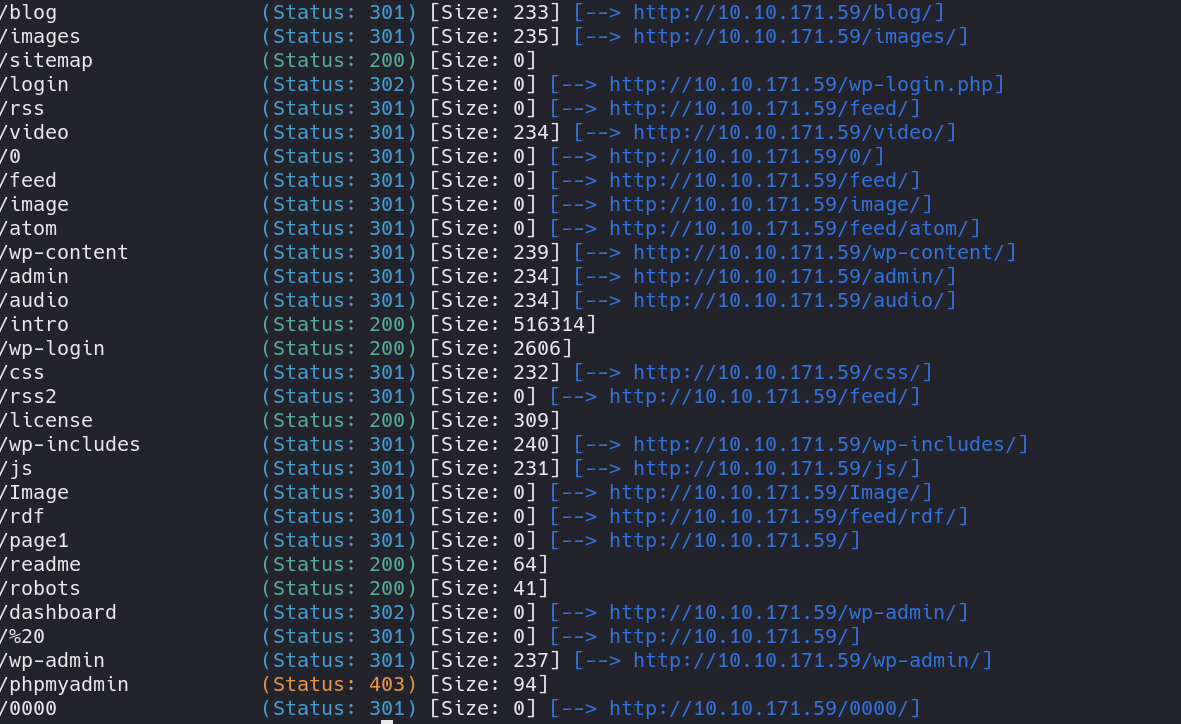 /blog (Status: 301) [Size: 233] [--> http://10.10.171.59/blog/]
/images (Status: 301) [Size: 235] [--> http://10.10.171.59/images/]
/sitemap (Status: 200) [Size: 0]
/login (Status: 302) [Size: 0] [--> http://10.10.171.59/wp-login.php]
/rss (Status: 301) [Size: 0] [--> http://10.10.171.59/feed/]
/video (Status: 301) [Size: 234] [--> http://10.10.171.59/video/]
/0 (Status: 301) [Size: 0] [--> http://10.10.171.59/0/]
/feed (Status: 301) [Size: 0] [--> http://10.10.171.59/feed/]
/image (Status: 301) [Size: 0] [--> http://10.10.171.59/image/]
/atom (Status: 301) [Size: 0] [--> http://10.10.171.59/feed/atom/]
/wp-content (Status: 301) [Size: 239] [--> http://10.10.171.59/wp-content/]
/admin (Status: 301) [Size: 234] [--> http://10.10.171.59/admin/]
/audio (Status: 301) [Size: 234] [--> http://10.10.171.59/audio/]
/intro (Status: 200) [Size: 516314]
/wp-login (Status: 200) [Size: 2606]
/css (Status: 301) [Size: 232] [--> http://10.10.171.59/css/]
/rss2 (Status: 301) [Size: 0] [--> http://10.10.171.59/feed/]
/license (Status: 200) [Size: 309]
/wp-includes (Status: 301) [Size: 240] [--> http://10.10.171.59/wp-includes/]
/js (Status: 301) [Size: 231] [--> http://10.10.171.59/js/]
/Image (Status: 301) [Size: 0] [--> http://10.10.171.59/Image/]
/rdf (Status: 301) [Size: 0] [--> http://10.10.171.59/feed/rdf/]
/page1 (Status: 301) [Size: 0] [--> http://10.10.171.59/]
/readme (Status: 200) [Size: 64]
/robots (Status: 200) [Size: 41]
/dashboard (Status: 302) [Size: 0] [--> http://10.10.171.59/wp-admin/]
/%20 (Status: 301) [Size: 0] [--> http://10.10.171.59/]
/wp-admin (Status: 301) [Size: 237] [--> http://10.10.171.59/wp-admin/]
/phpmyadmin (Status: 403) [Size: 94]
/0000 (Status: 301) [Size: 0] [--> http://10.10.171.59/0000/]